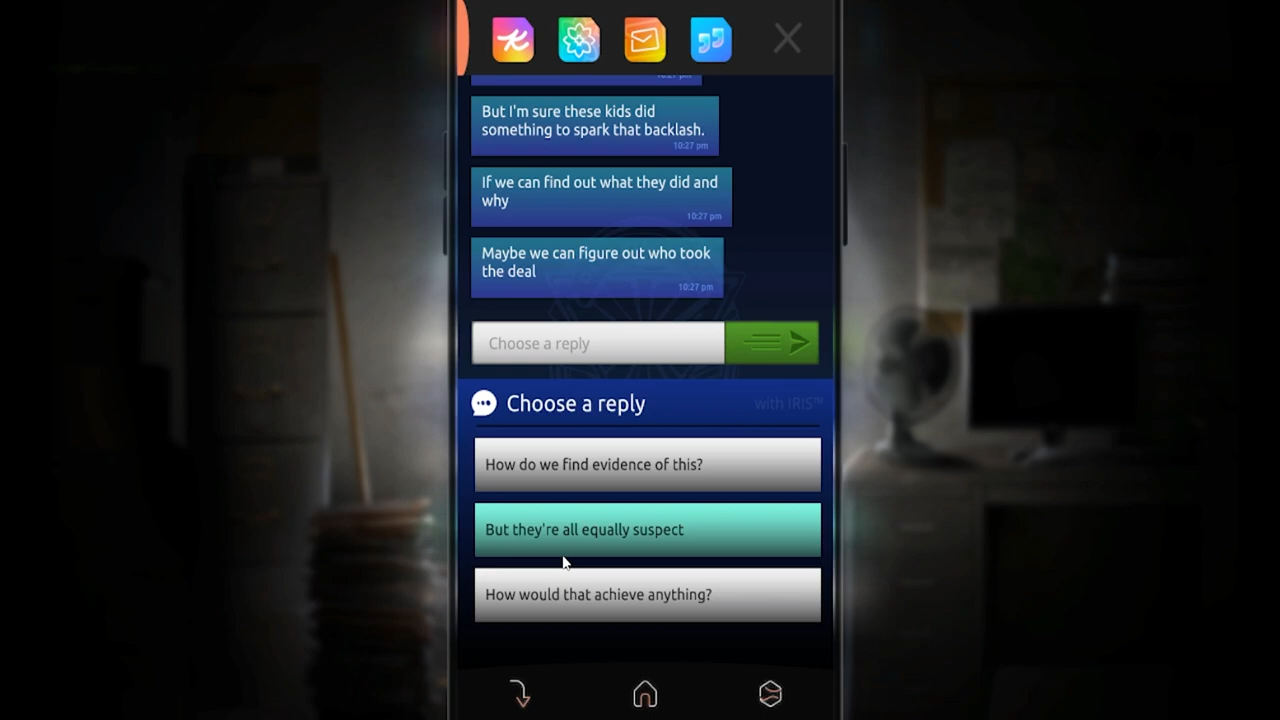 10:27 pm
But I'm sure these kids did
something to spark that backlash.
10:27 pm
If we can find out what they did and
why
10:27 pm
Maybe we can figure out who took
the deal
10:27 pm
Choose a reply
Choose a reply
with IRIS™
How do we find evidence of this?
But they're all equally suspect
How would that achieve anything?